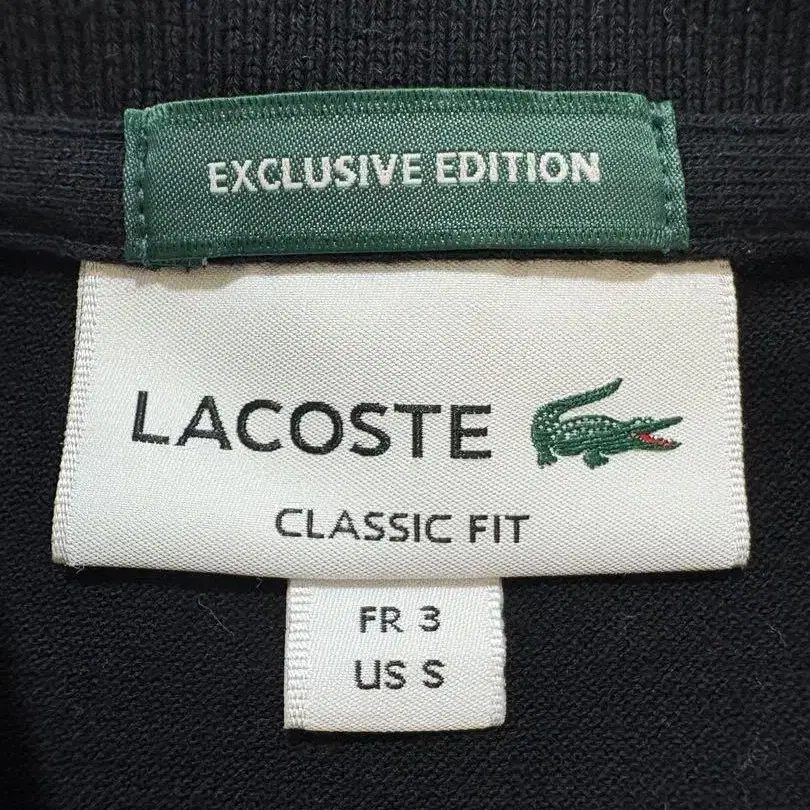 EXCLUSIVE EDITION
LACOSTE
CLASSIC FIT
FR 3
US S